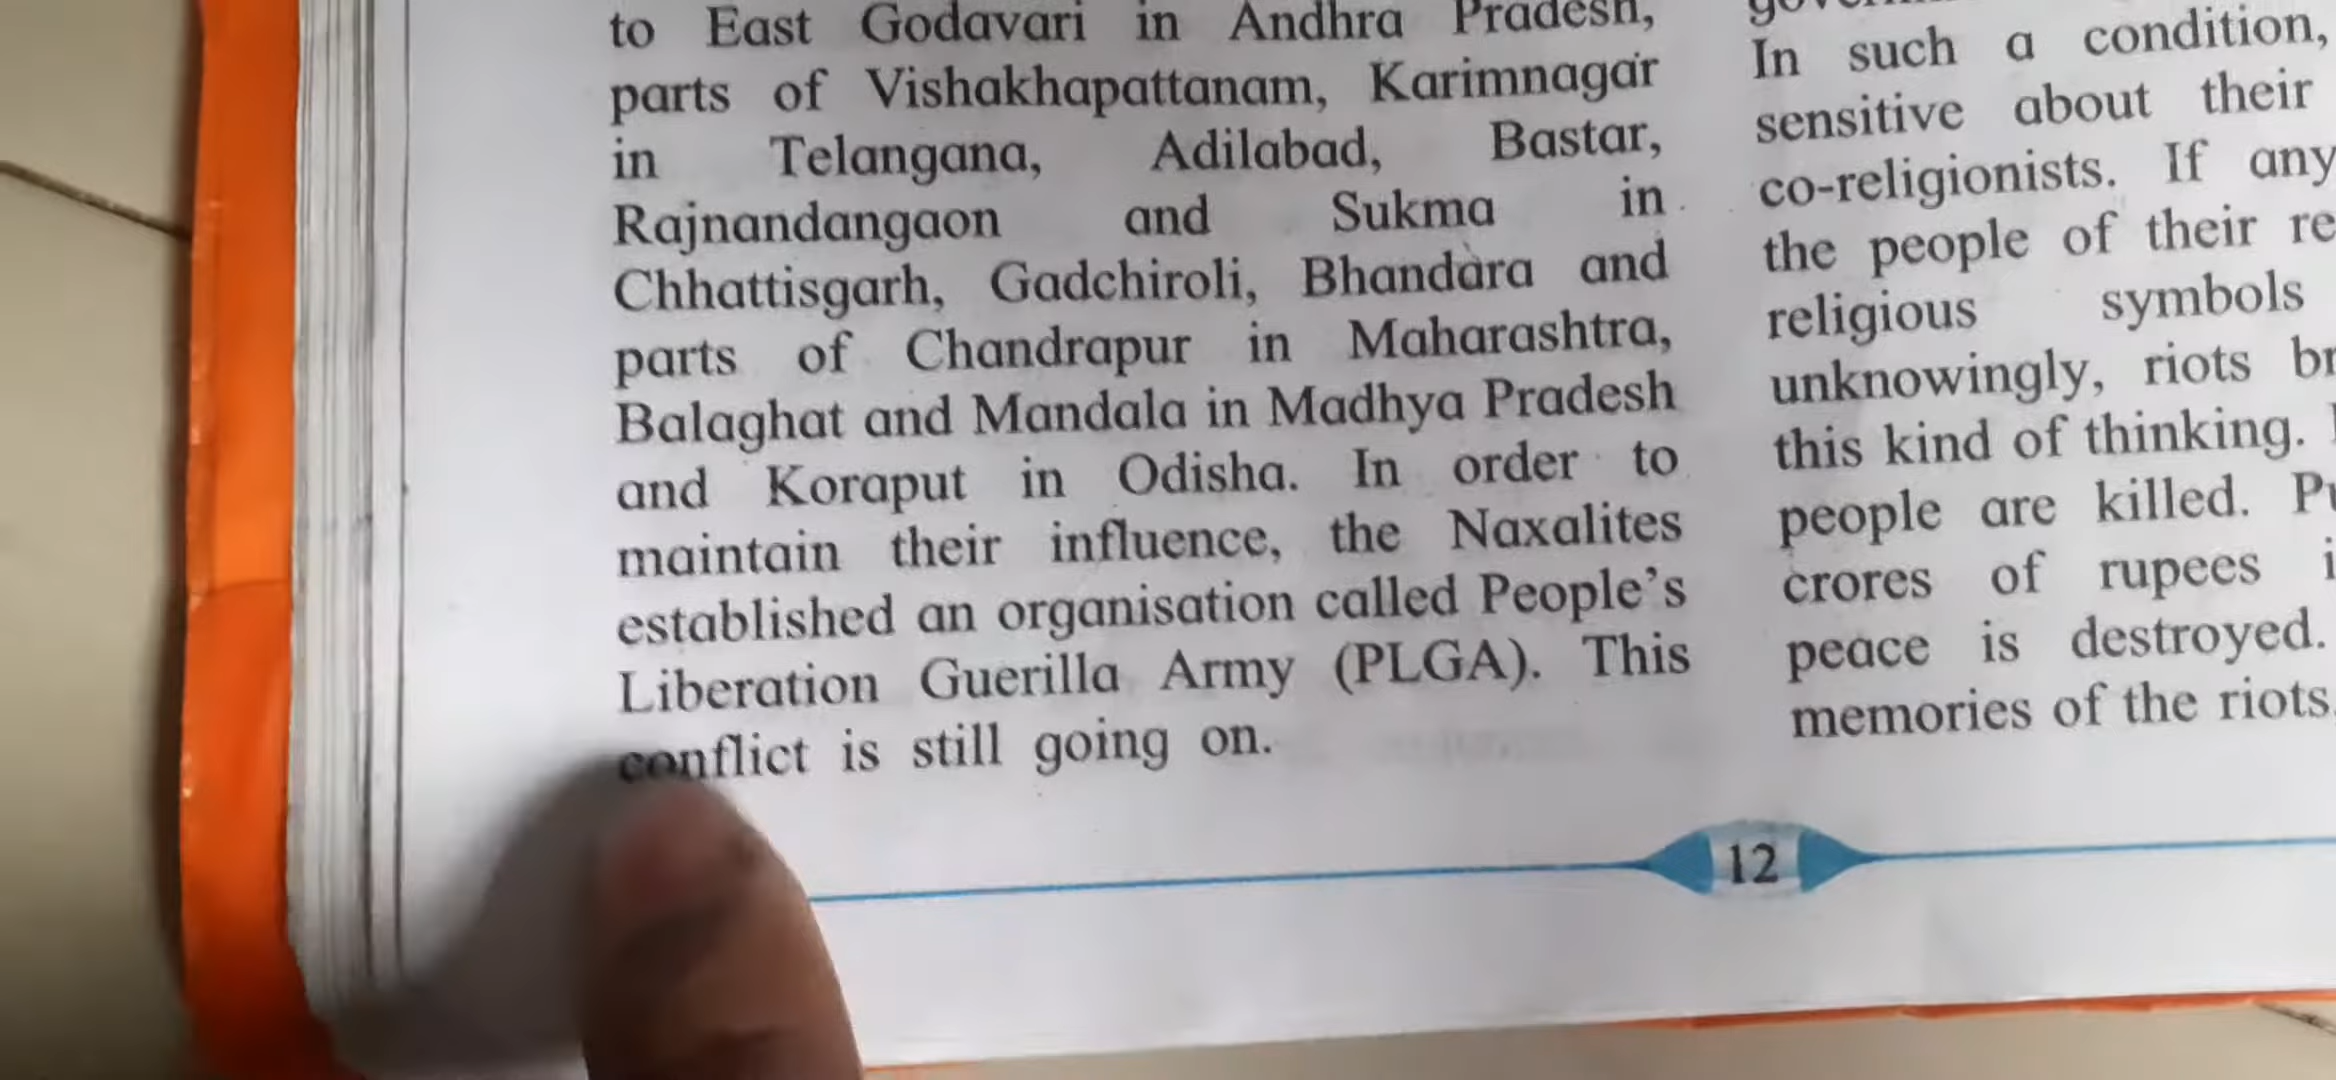 to East Godavari in Andhra Pradesh,
parts of Vishakhapattanam, Karimnagar
in Telangana, Adilabad, Bastar,
Rajnandangaon and Sukma in
Chhattisgarh, Gadchiroli, Bhandara and
parts of Chandrapur in Maharashtra,
Balaghat and Mandala in Madhya Pradesh
and Koraput in Odisha. In order to
maintain their influence, the Naxalites
established an organisation called People's
Liberation Guerilla Army (PLGA). This
conflict is still going on.
In such a condition,
sensitive about their
co-religionists. If any
the people of their
religious symbols
unknowingly, riots
this kind of thinking.
people are killed.
crores of rupees
peace is destroyed.
memories of the riots.
12